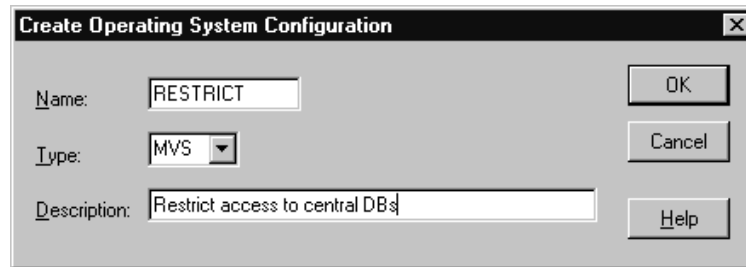 Create Operating System Configuration
Name: RESTRICT OK
Type: MVS Cancel
Description: Restrict access to central DBs Help